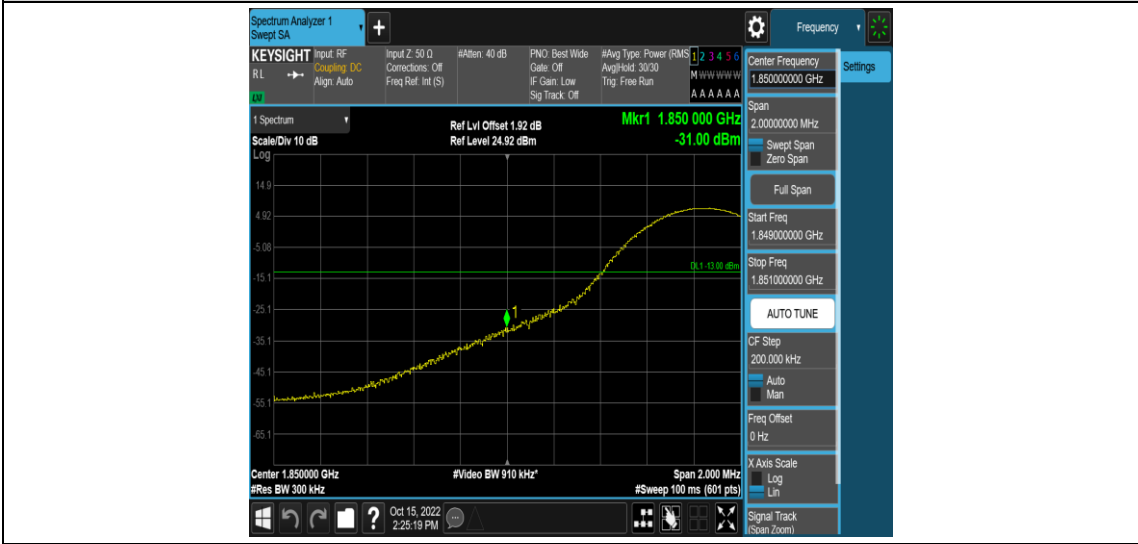 Spectrum Analyzer 1
Swept SA
+
Frequency
KEYSIGHT
RL
LXI
Input: RF
Coupling: DC
Align: Auto
Input Z: 50 Ω
Corrections: Off
Freq Ref: Int (S)
#Atten: 40 dB
PNO: Best Wide
Gate: Off
IF Gain: Low
Sig Track: Off
#Avg Type: Power (RMS
Avg|Hold: 30/30
Trig: Free Run
1 2 3 4 5 6
M W W W W W
A A A A A A
1 Spectrum
Scale/Div 10 dB
Log
Ref Lvl Offset 1.92 dB
Ref Level 24.92 dBm
Mkr1 1.850 000 GHz
-31.00 dBm
14.9
4.92
-5.08
-15.1
-25.1
-35.1
-45.1
-55.1
-65.1
DL1 -13.00 dBm
1
Center 1.850000 GHz
#Res BW 300 kHz
#Video BW 910 kHz*
Span 2.000 MHz
#Sweep 100 ms (601 pts)
?
Oct 15, 2022
2:25:19 PM
Center Frequency
1.850000000 GHz
Settings
Span
2.00000000 MHz
Swept Span
Zero Span
Full Span
Start Freq
1.849000000 GHz
Stop Freq
1.851000000 GHz
AUTO TUNE
CF Step
200.000 kHz
Auto
Man
Freq Offset
0 Hz
X Axis Scale
Log
Lin
Signal Track
(Span Zoom)